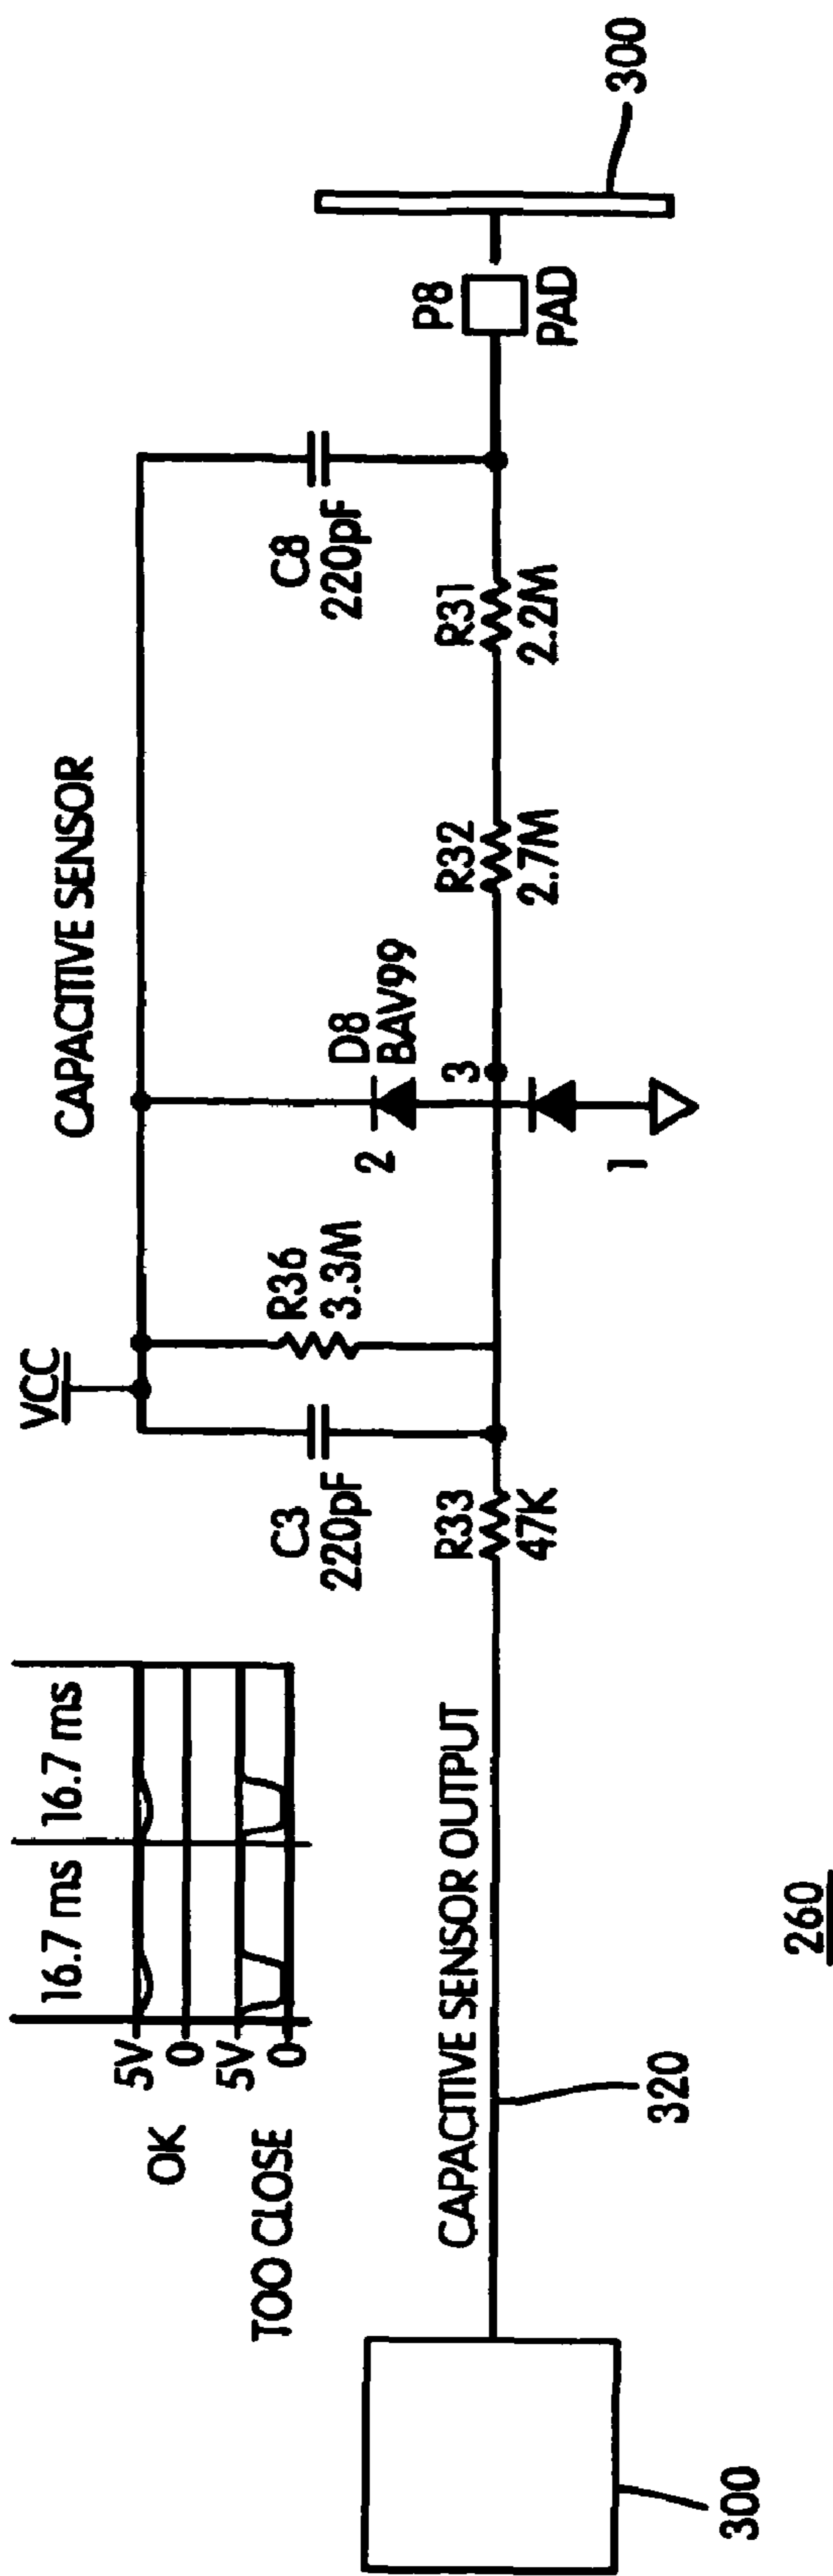 CAPACITIVE SENSOR
16.7 ms 16.7 ms
5V
0
OK
5V
0
TOO CLOSE
VCC
C3
220pF
R36
3.3M
D8
BAV99
2
3
1
C8
220pF
R33
47K
R32
2.7M
R31
2.2M
P8
PAD
300
CAPACITIVE SENSOR OUTPUT
320
300
260